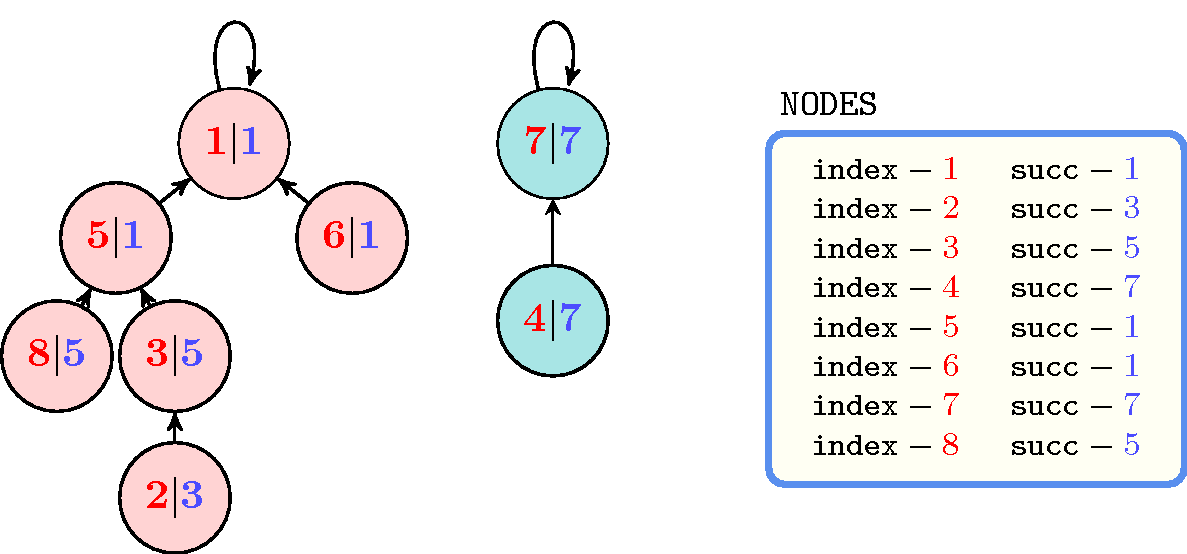 1|1
7|7
5|1
6|1
4|7
8|5
3|5
2|3
NODES
index – 1 succ – 1
index – 2 succ – 3
index – 3 succ – 5
index – 4 succ – 7
index – 5 succ – 1
index – 6 succ – 1
index – 7 succ – 7
index – 8 succ – 5